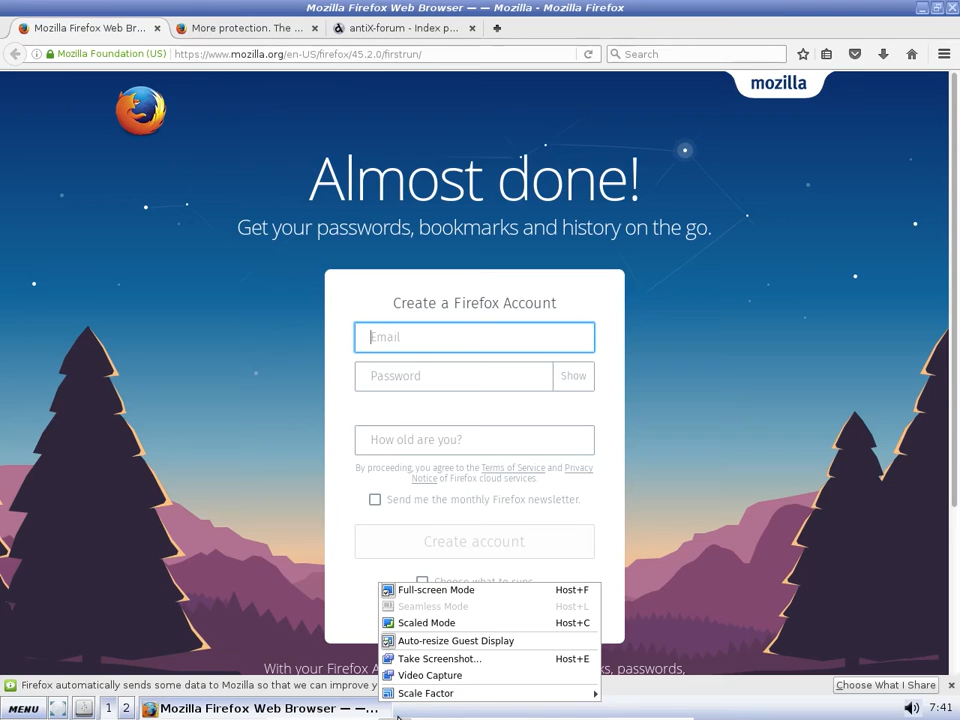 Mozilla Firefox Web Browser — — Mozilla - Mozilla Firefox
Mozilla Firefox Web Br... × More protection. The ... × antiX-forum - Index p... ×
Mozilla Foundation (US) https://www.mozilla.org/en-US/firefox/45.2.0/firstrun/ Search
mozilla
Almost done!
Get your passwords, bookmarks and history on the go.
Create a Firefox Account
Email
Password Show
How old are you?
By proceeding, you agree to the Terms of Service and Privacy
Notice of Firefox cloud services.
Send me the monthly Firefox newsletter.
Create account
Choose what to sync
Full-screen Mode Host+F
Seamless Mode Host+L
Scaled Mode Host+C
Auto-resize Guest Display
Take Screenshot... Host+E
Video Capture
Scale Factor
With your Firefox A ks, passwords,
Firefox automatically sends some data to Mozilla so that we can improve y Choose What I Share ×
MENU 1 2 Mozilla Firefox Web Browser — —... 7:41